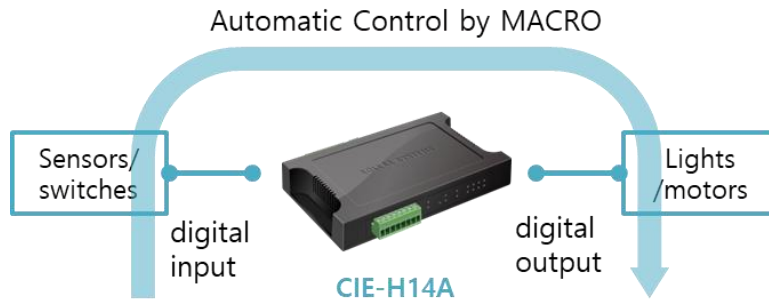 Automatic Control by MACRO
Sensors/
switches
Lights
/motors
digital
input
digital
output
CIE-H14A